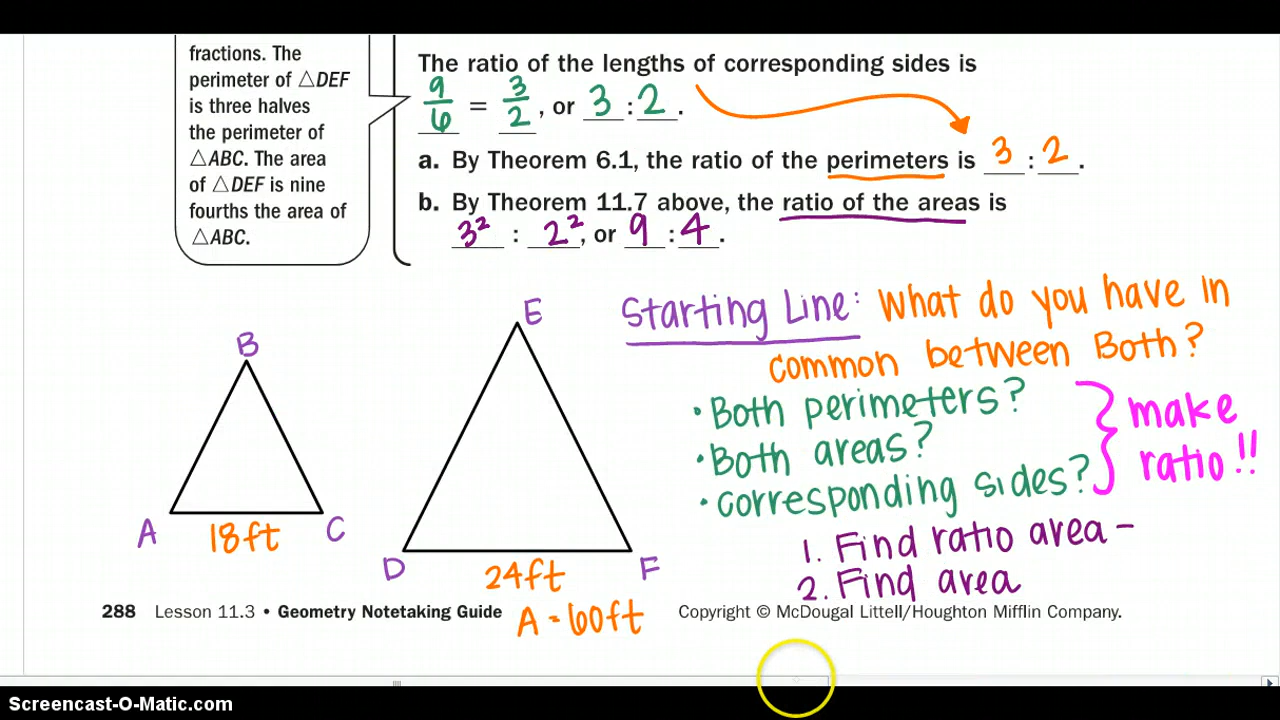 fractions. The
perimeter of △DEF
is three halves
the perimeter of
△ABC. The area
of △DEF is nine
fourths the area of
△ABC.
The ratio of the lengths of corresponding sides is
9/6 = 3/2, or 3 : 2.
a. By Theorem 6.1, the ratio of the perimeters is 3 : 2.
b. By Theorem 11.7 above, the ratio of the areas is
3² : 2², or 9 : 4.
B
A
18ft
C
E
D
24ft
F
A = 60ft
Starting Line: What do you have in
common between Both?
• Both perimeters?
• Both areas?
• corresponding sides?
make
ratio!!
1. Find ratio area -
2. Find area
288 Lesson 11.3 • Geometry Notetaking Guide
Copyright © McDougal Littell/Houghton Mifflin Company.
Screencast-O-Matic.com